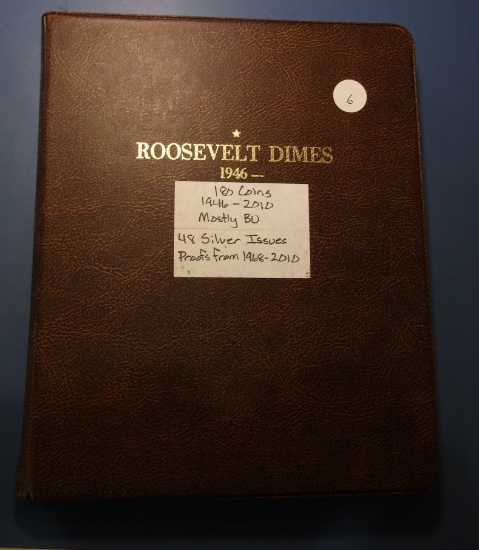 6
ROOSEVELT DIMES
1946 —
180 Coins
1946 - 2010
Mostly BU
48 Silver Issues
Proofs from 1968-2010